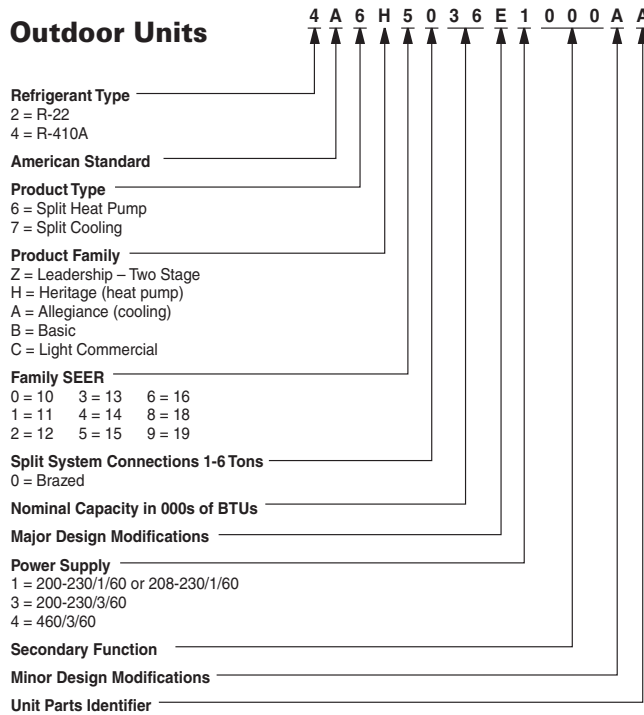 Outdoor Units
4 A 6 H 5 0 3 6 E 1 0 0 0 A A
Refrigerant Type
2 = R-22
4 = R-410A
American Standard
Product Type
6 = Split Heat Pump
7 = Split Cooling
Product Family
Z = Leadership – Two Stage
H = Heritage (heat pump)
A = Allegiance (cooling)
B = Basic
C = Light Commercial
Family SEER
0 = 10 3 = 13 6 = 16
1 = 11 4 = 14 8 = 18
2 = 12 5 = 15 9 = 19
Split System Connections 1-6 Tons
0 = Brazed
Nominal Capacity in 000s of BTUs
Major Design Modifications
Power Supply
1 = 200-230/1/60 or 208-230/1/60
3 = 200-230/3/60
4 = 460/3/60
Secondary Function
Minor Design Modifications
Unit Parts Identifier